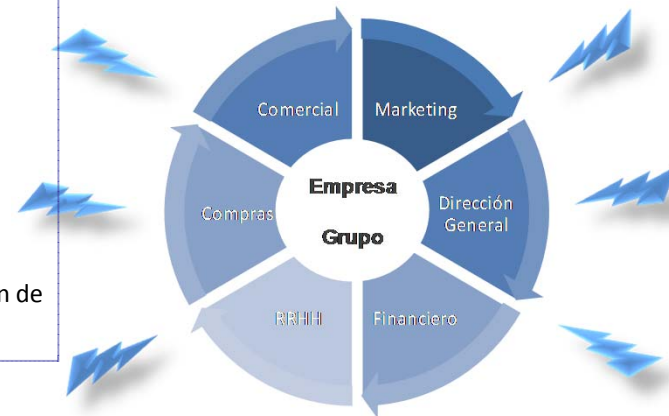 Comercial
Marketing
Empresa
Grupo
Compras
Dirección
General
n de
RRHH
Financiero